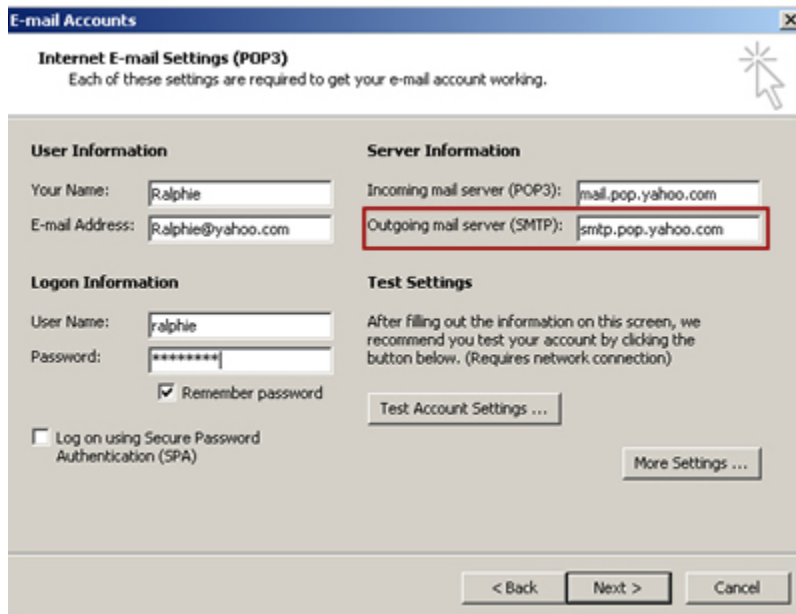 E-mail Accounts
Internet E-mail Settings (POP3)
Each of these settings are required to get your e-mail account working.
User Information
Your Name: Ralphie
E-mail Address: Ralphie@yahoo.com
Server Information
Incoming mail server (POP3): mail.pop.yahoo.com
Outgoing mail server (SMTP): smtp.pop.yahoo.com
Logon Information
User Name: ralphie
Password: ********
Remember password
Log on using Secure Password
Authentication (SPA)
Test Settings
After filling out the information on this screen, we
recommend you test your account by clicking the
button below. (Requires network connection)
Test Account Settings ...
More Settings ...
< Back
Next >
Cancel